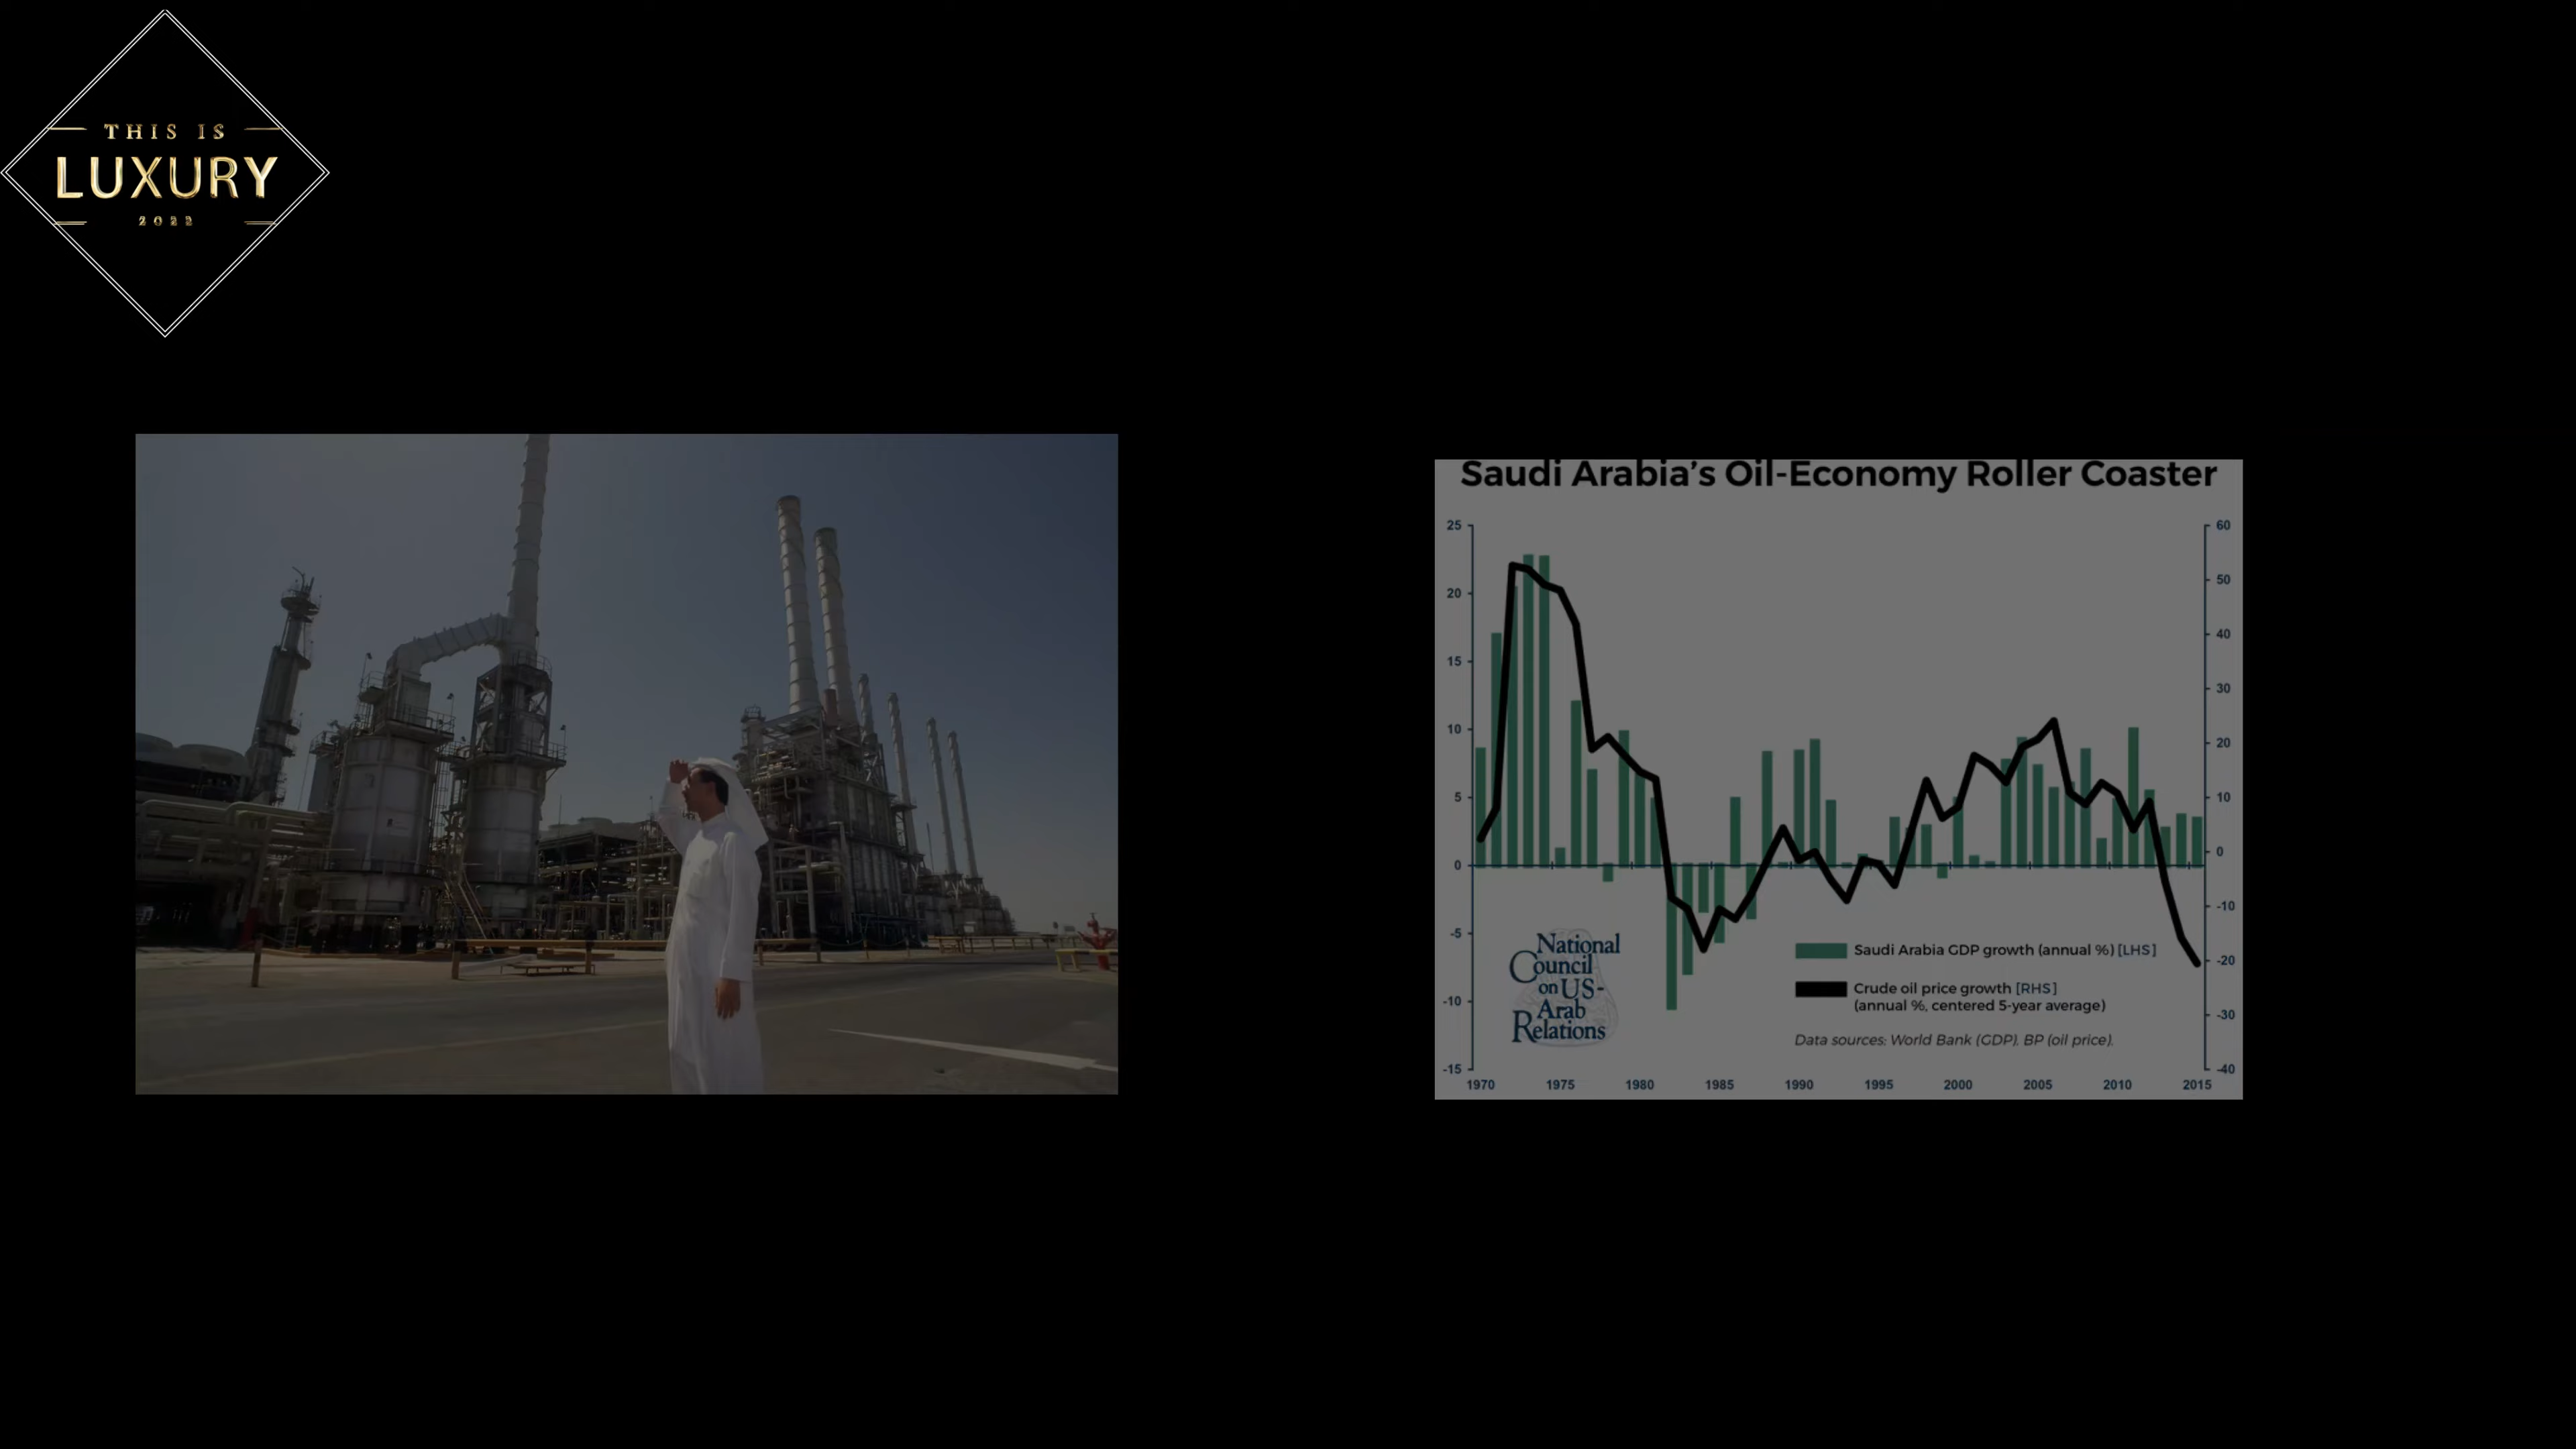 THIS IS
LUXURY
2022
Saudi Arabia's Oil-Economy Roller Coaster
25
20
15
10
5
0
-5
-10
-15
60
50
40
30
20
10
0
-10
-20
-30
-40
National
Council
on US-
Arab
Relations
Saudi Arabia GDP growth (annual %) [LHS]
Crude oil price growth [RHS]
(annual %, centered 5-year average)
Data sources: World Bank (GDP), BP (oil price).
1970 1975 1980 1985 1990 1995 2000 2005 2010 2015